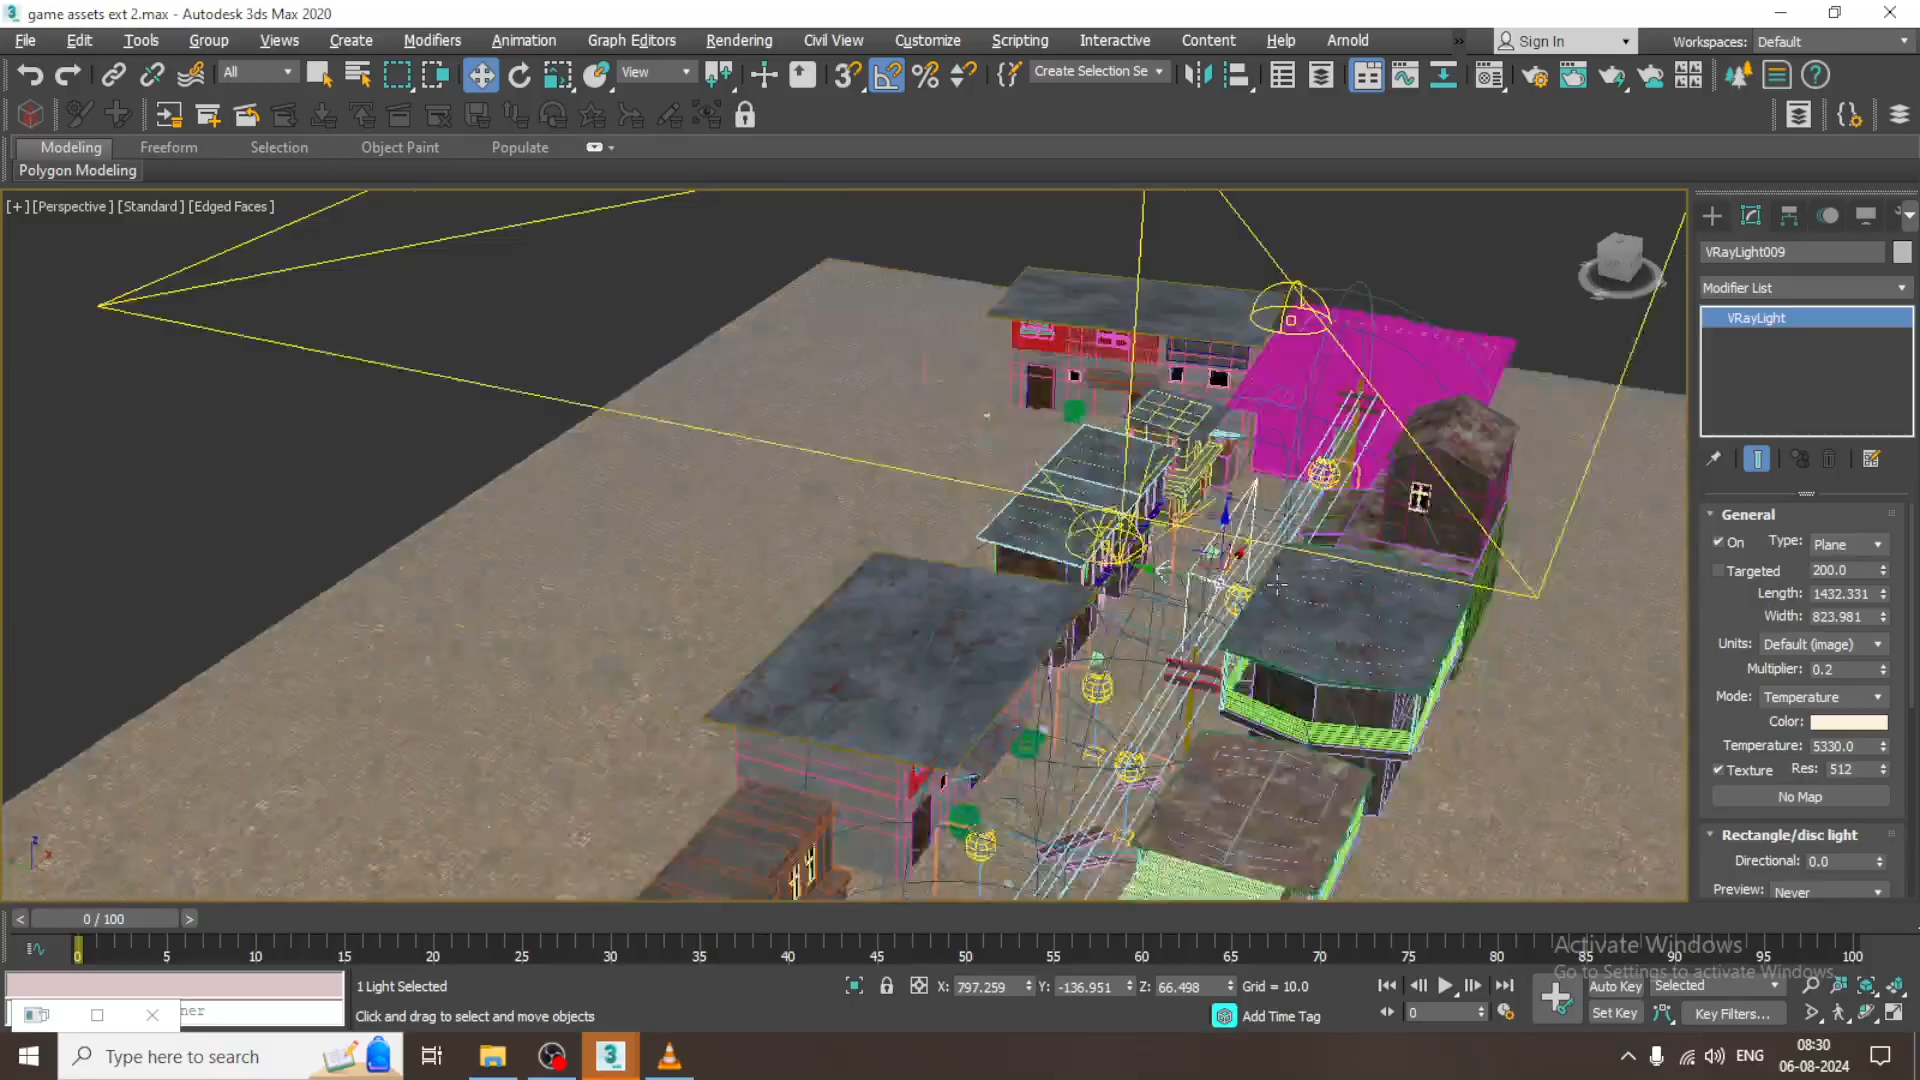 game assets ext 2.max - Autodesk 3ds Max 2020
File Edit Tools Group Views Create Modifiers Animation Graph Editors Rendering Civil View Customize Scripting Interactive Content Help Arnold Sign In Workspaces: Default
All View Create Selection Se
Modeling Freeform Selection Object Paint Populate
Polygon Modeling
[+] [Perspective] [Standard] [Edged Faces]
VRayLight009
Modifier List
VRayLight
General
On Type: Plane
Targeted 200.0
Length: 1432.331
Width: 823.981
Units: Default (image)
Multiplier: 0.2
Mode: Temperature
Color:
Temperature: 5330.0
Texture Res: 512
No Map
Rectangle/disc light
Directional: 0.0
Preview: Never
< 0 / 100 >
0 5 10 15 20 25 30 35 40 45 50 55 60 65 70 75 80 85 90 95 100
Activate Windows
Go to Settings to activate Windows.
1 Light Selected X: 797.259 Y: -136.951 Z: 66.498 Grid = 10.0 Auto Key Selected
ner Click and drag to select and move objects Add Time Tag 0 Set Key Key Filters...
Type here to search ENG 08:30
06-08-2024